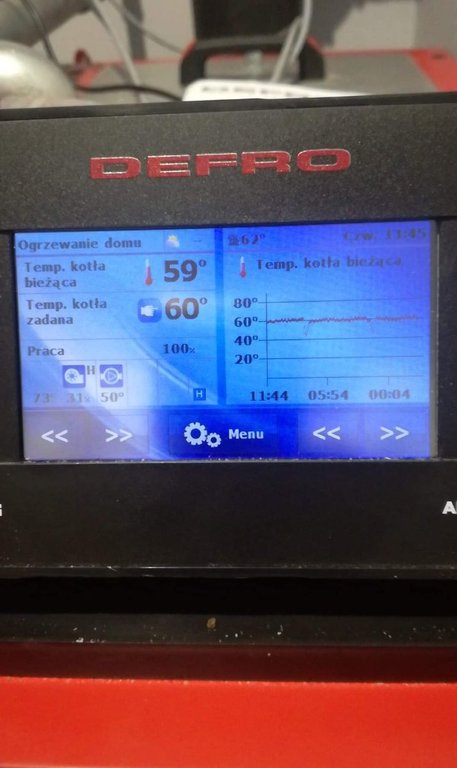 DEFRO
Ogrzewanie domu
62°
Czw. 11:45
Temp. kotła bieżąca
59°
Temp. kotła zadana
60°
Praca
100%
H
73° 31% 50°
H
Temp. kotła bieżąca
80°
60°
40°
20°
11:44 05:54 00:04
<< >>
Menu
<< >>